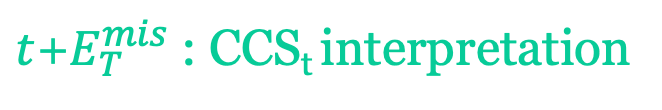 t+E_T^{mis} : CCS_t interpretation